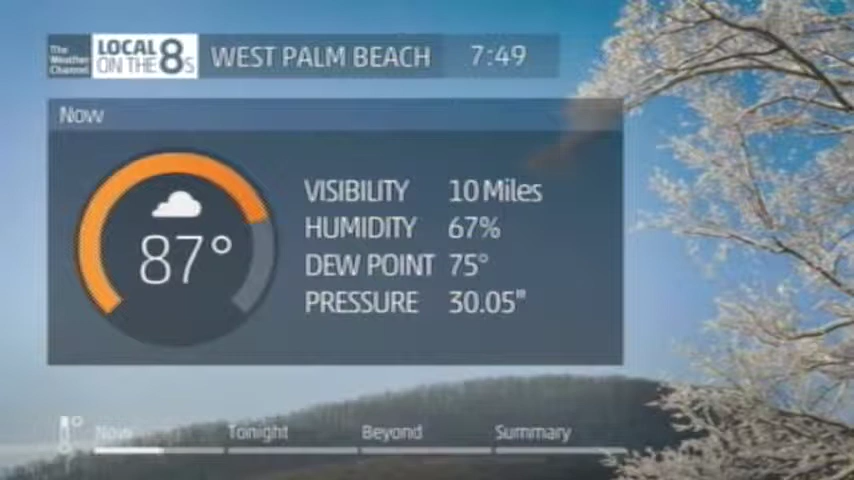 The Weather Channel
LOCAL ON THE 8s
WEST PALM BEACH
7:49
Now
87°
VISIBILITY 10 Miles
HUMIDITY 67%
DEW POINT 75°
PRESSURE 30.05"
Now Tonight Beyond Summary